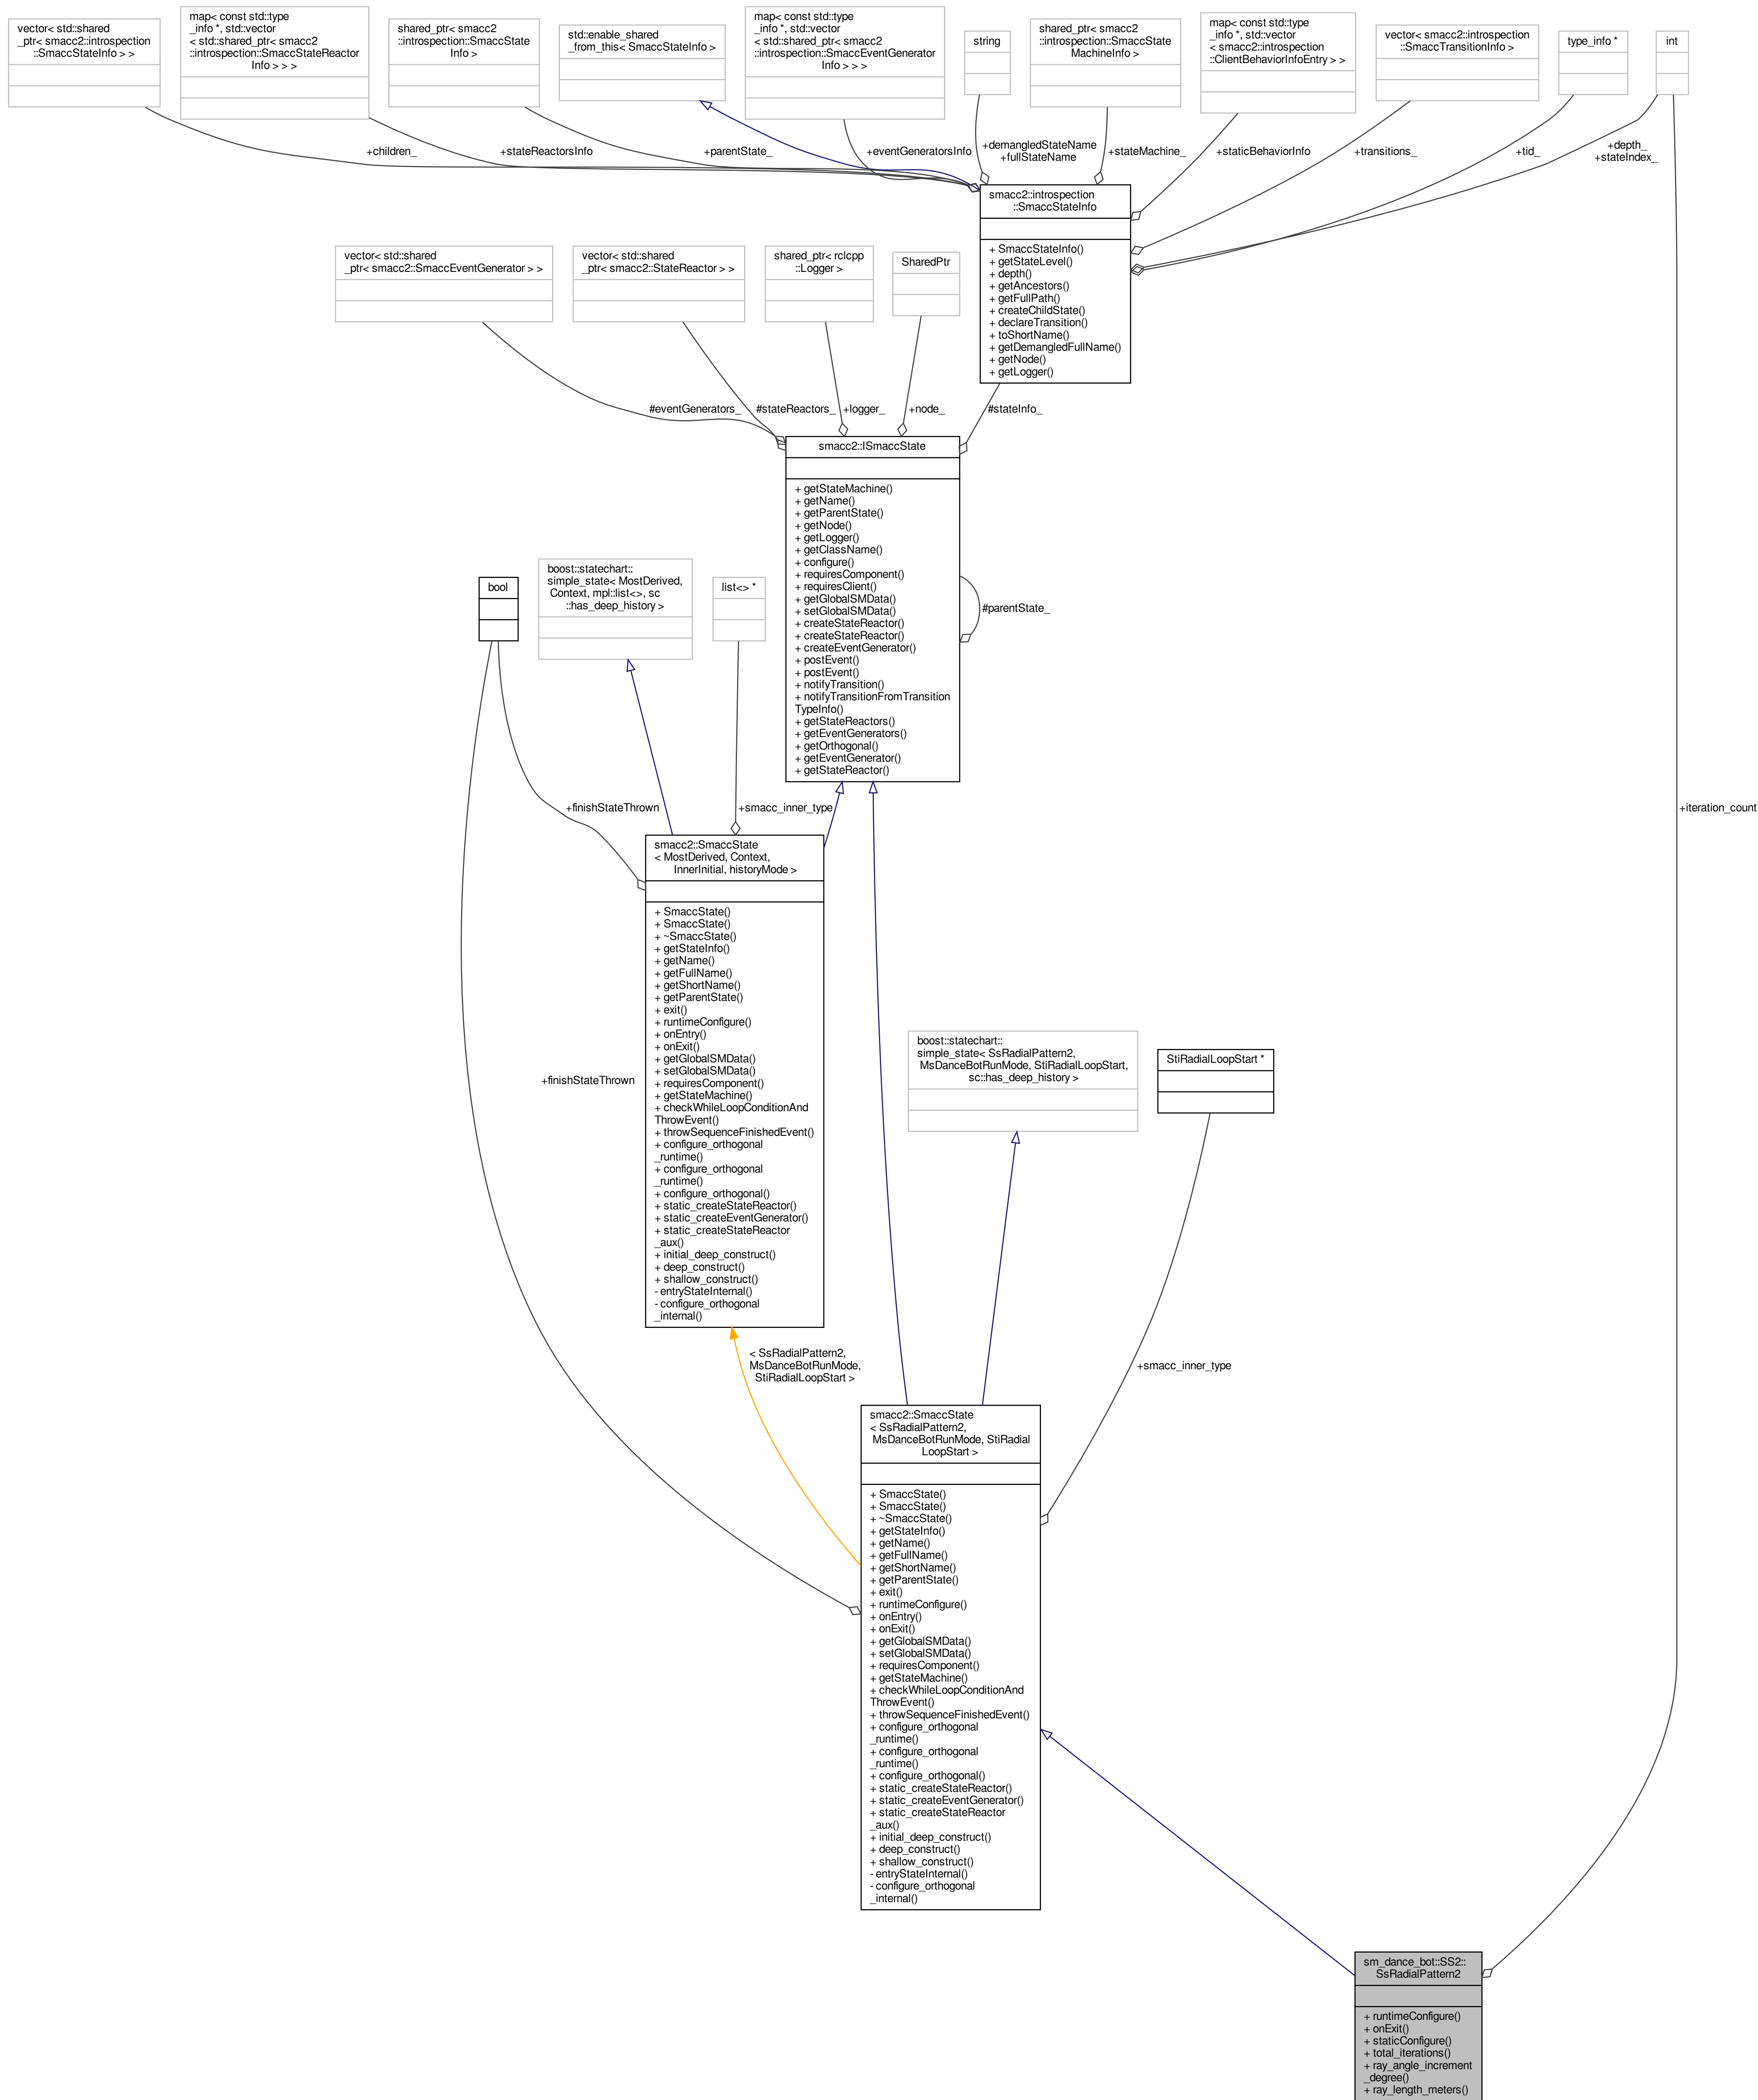 vector< std::shared
_ptr< smacc2::introspection
::SmaccStateInfo > >
map< const std::type
_info *, std::vector
< std::shared_ptr< smacc2
::introspection::SmaccStateReactor
Info > > >
shared_ptr< smacc2
::introspection::SmaccState
Info >
std::enable_shared
_from_this< SmaccStateInfo >
map< const std::type
_info *, std::vector
< std::shared_ptr< smacc2
::introspection::SmaccEventGenerator
Info > > >
string
shared_ptr< smacc2
::introspection::SmaccState
MachineInfo >
map< const std::type
_info *, std::vector
< smacc2::introspection
::ClientBehaviorInfoEntry > >
vector< smacc2::introspection
::SmaccTransitionInfo >
type_info *
int
+children_
+stateReactorsInfo
+parentState_
+eventGeneratorsInfo
+demangledStateName
+fullStateName
+stateMachine_
+staticBehaviorInfo
+transitions_
+tid_
+depth_
+stateIndex_
smacc2::introspection
::SmaccStateInfo
+ SmaccStateInfo()
+ getStateLevel()
+ depth()
+ getAncestors()
+ getFullPath()
+ createChildState()
+ declareTransition()
+ toShortName()
+ getDemangledFullName()
+ getNode()
+ getLogger()
vector< std::shared
_ptr< smacc2::SmaccEventGenerator > >
vector< std::shared
_ptr< smacc2::StateReactor > >
shared_ptr< rclcpp
::Logger >
SharedPtr
#eventGenerators_
#stateReactors_
+logger_
+node_
#stateInfo_
smacc2::ISmaccState
+ getStateMachine()
+ getName()
+ getParentState()
+ getNode()
+ getLogger()
+ getClassName()
+ configure()
+ requiresComponent()
+ requiresClient()
+ getGlobalSMData()
+ setGlobalSMData()
+ createStateReactor()
+ createStateReactor()
+ createEventGenerator()
+ postEvent()
+ postEvent()
+ notifyTransition()
+ notifyTransitionFromTransition
TypeInfo()
+ getStateReactors()
+ getEventGenerators()
+ getOrthogonal()
+ getEventGenerator()
+ getStateReactor()
#parentState_
bool
boost::statechart::
simple_state< MostDerived,
Context, mpl::list<>, sc
::has_deep_history >
list<> *
+finishStateThrown
+smacc_inner_type
+iteration_count
smacc2::SmaccState
< MostDerived, Context,
InnerInitial, historyMode >
+ SmaccState()
+ SmaccState()
+ ~SmaccState()
+ getStateInfo()
+ getName()
+ getFullName()
+ getShortName()
+ getParentState()
+ exit()
+ runtimeConfigure()
+ onEntry()
+ onExit()
+ getGlobalSMData()
+ setGlobalSMData()
+ requiresComponent()
+ getStateMachine()
+ checkWhileLoopConditionAnd
ThrowEvent()
+ throwSequenceFinishedEvent()
+ configure_orthogonal
_runtime()
+ configure_orthogonal
_runtime()
+ configure_orthogonal()
+ static_createStateReactor()
+ static_createEventGenerator()
+ static_createStateReactor
_aux()
+ initial_deep_construct()
+ deep_construct()
+ shallow_construct()
- entryStateInternal()
- configure_orthogonal
_internal()
+finishStateThrown
boost::statechart::
simple_state< SsRadialPattern2,
MsDanceBotRunMode, StiRadialLoopStart,
sc::has_deep_history >
StiRadialLoopStart *
< SsRadialPattern2,
MsDanceBotRunMode,
StiRadialLoopStart >
+smacc_inner_type
smacc2::SmaccState
< SsRadialPattern2,
MsDanceBotRunMode, StiRadial
LoopStart >
+ SmaccState()
+ SmaccState()
+ ~SmaccState()
+ getStateInfo()
+ getName()
+ getFullName()
+ getShortName()
+ getParentState()
+ exit()
+ runtimeConfigure()
+ onEntry()
+ onExit()
+ getGlobalSMData()
+ setGlobalSMData()
+ requiresComponent()
+ getStateMachine()
+ checkWhileLoopConditionAnd
ThrowEvent()
+ throwSequenceFinishedEvent()
+ configure_orthogonal
_runtime()
+ configure_orthogonal
_runtime()
+ configure_orthogonal()
+ static_createStateReactor()
+ static_createEventGenerator()
+ static_createStateReactor
_aux()
+ initial_deep_construct()
+ deep_construct()
+ shallow_construct()
- entryStateInternal()
- configure_orthogonal
_internal()
sm_dance_bot::SS2::
SsRadialPattern2
+ runtimeConfigure()
+ onExit()
+ staticConfigure()
+ total_iterations()
+ ray_angle_increment
_degree()
+ ray_length_meters()